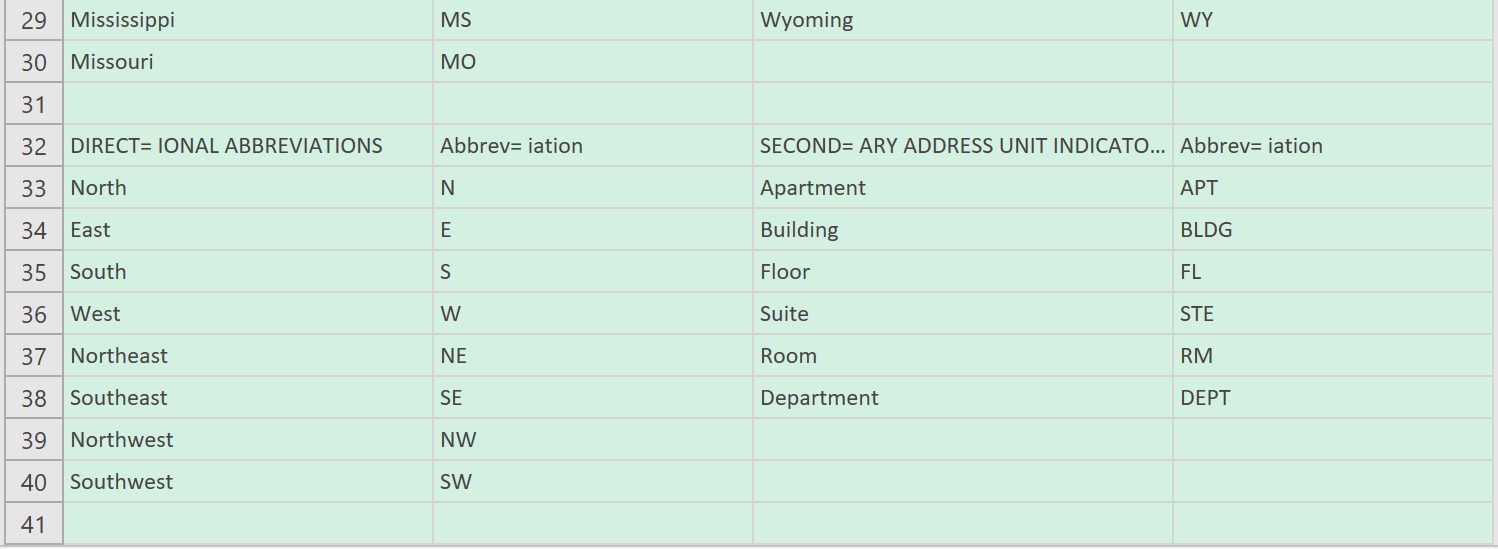 29 Mississippi MS Wyoming WY
30 Missouri MO
31
32 DIRECT= IONAL ABBREVIATIONS Abbrev= iation SECOND= ARY ADDRESS UNIT INDICATO... Abbrev= iation
33 North N Apartment APT
34 East E Building BLDG
35 South S Floor FL
36 West W Suite STE
37 Northeast NE Room RM
38 Southeast SE Department DEPT
39 Northwest NW
40 Southwest SW
41